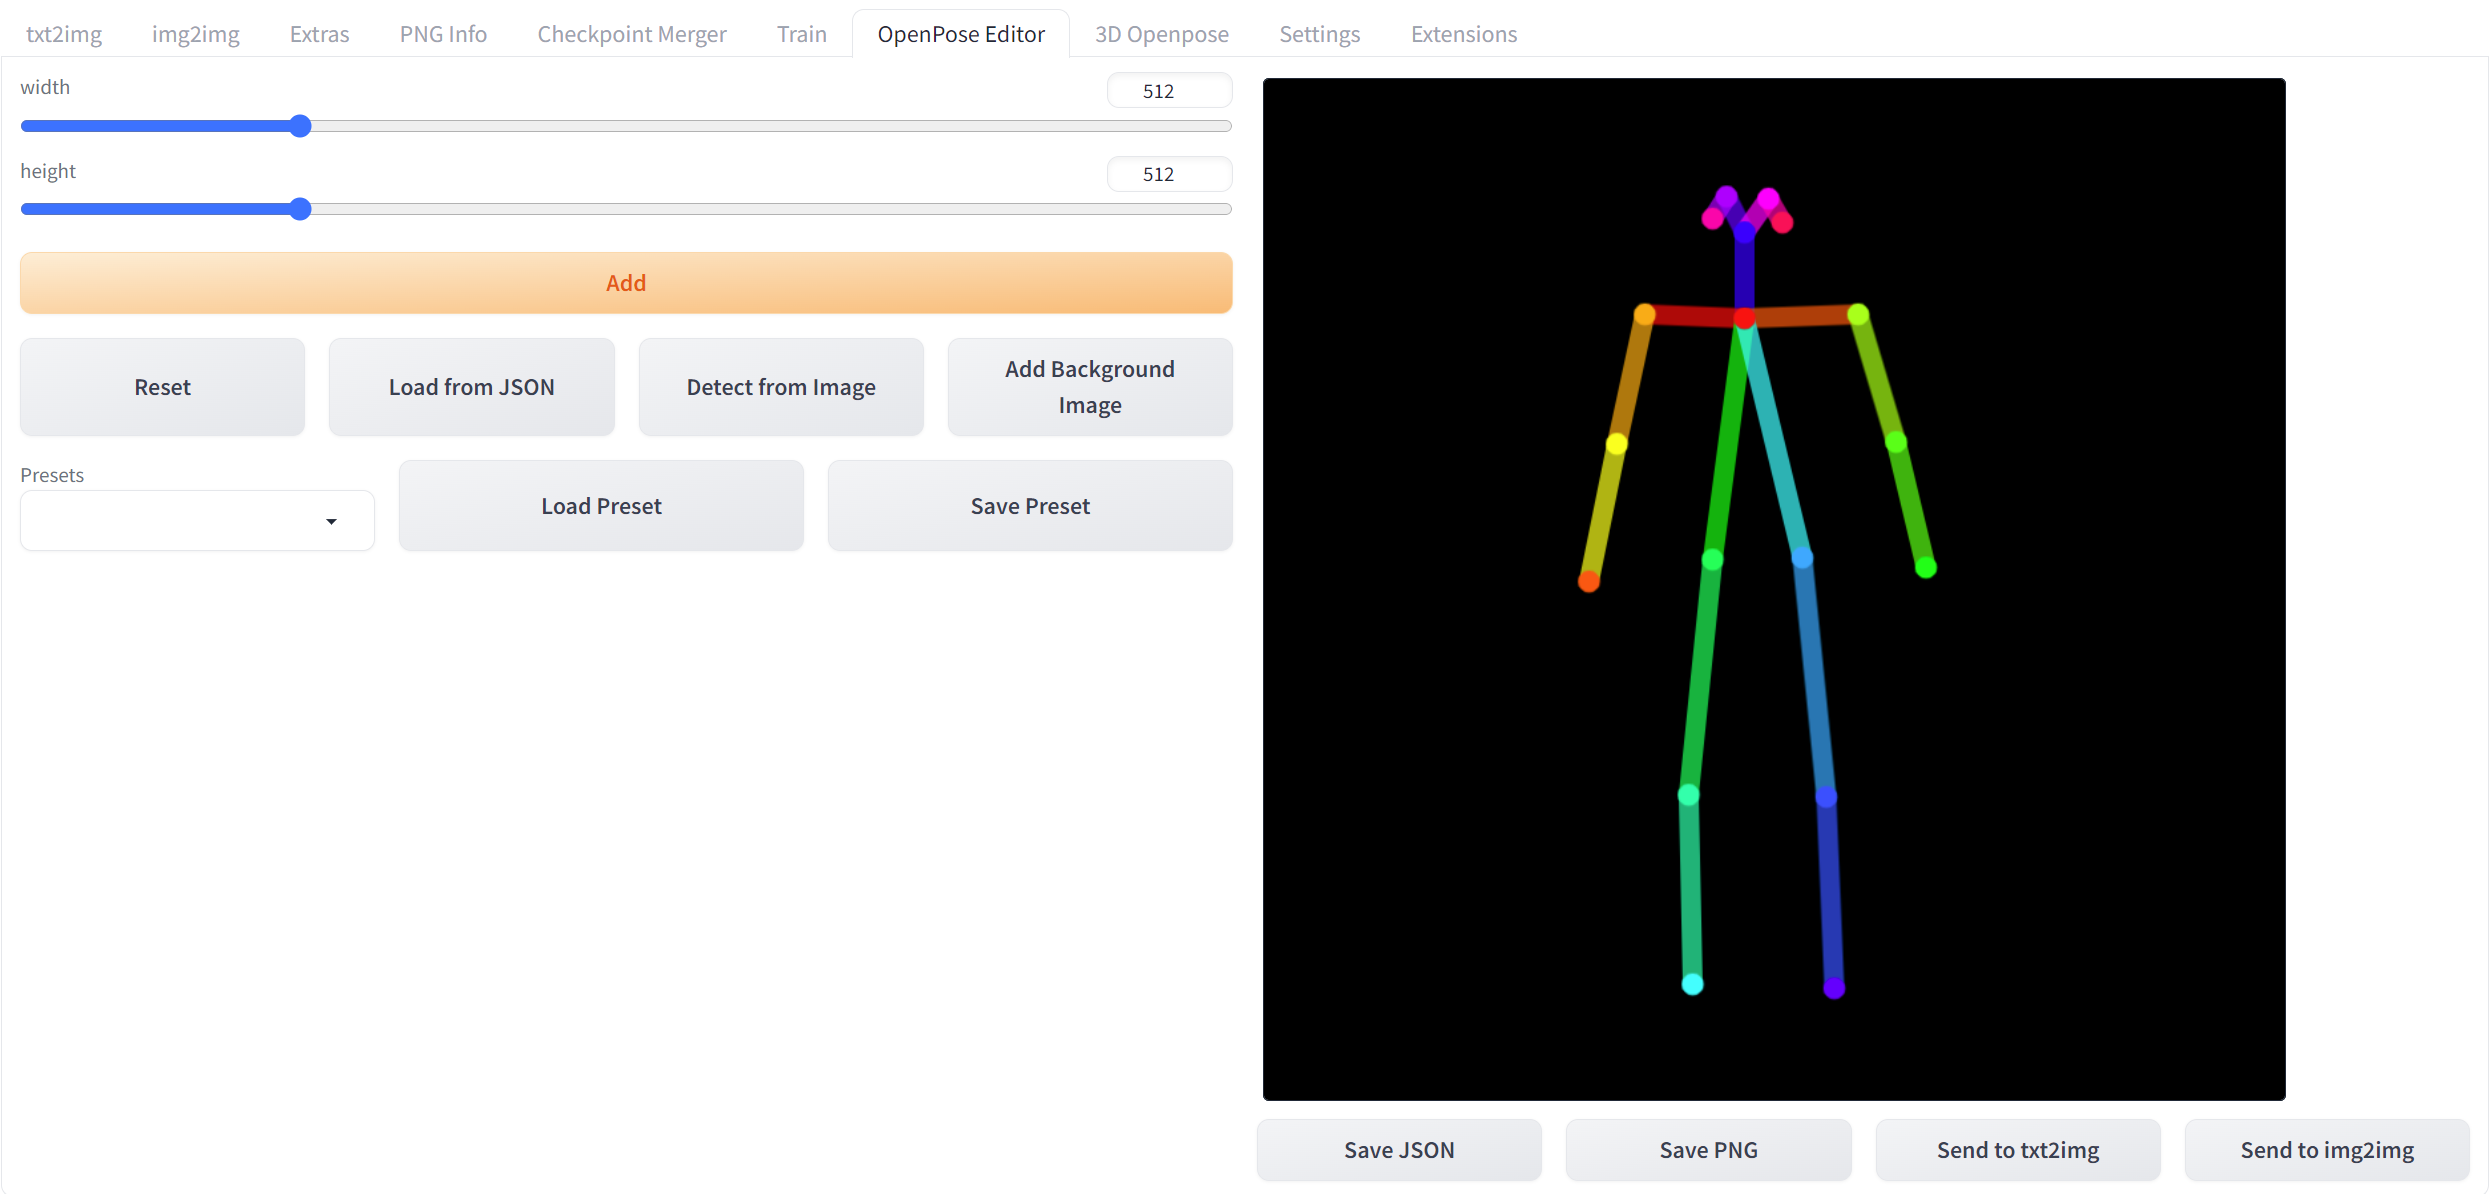 txt2img img2img Extras PNG Info Checkpoint Merger Train OpenPose Editor 3D Openpose Settings Extensions
width 512
height 512
Add
Reset Load from JSON Detect from Image Add Background
Image
Presets
Load Preset Save Preset
Save JSON Save PNG Send to txt2img Send to img2img